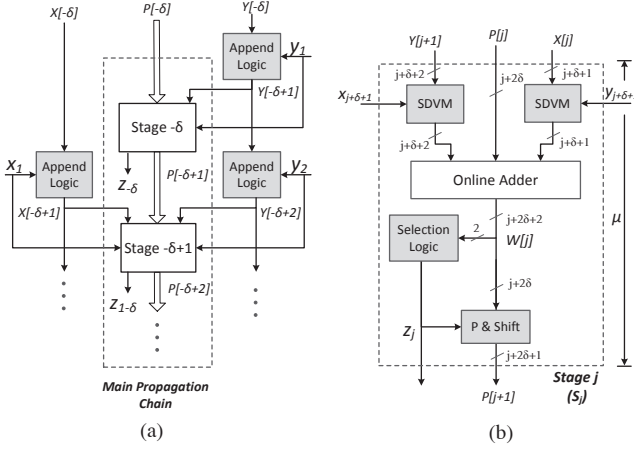 X[-δ]
P[-δ]
Y[-δ]
Append Logic
y₁
Y[-δ+1]
Stage -δ
x₁
Append Logic
Z-δ
P[-δ+1]
Append Logic
y₂
X[-δ+1]
Y[-δ+2]
Stage -δ+1
Z1-δ
P[-δ+2]
Main Propagation Chain
(a)
Y[j+1]
P[j]
X[j]
j+δ+2
j+2δ
j+δ+1
xj+δ+1
SDVM
SDVM
yj+δ+
j+δ+2
j+δ+1
Online Adder
j+2δ+2
Selection Logic
2
W[j]
μ
j+2δ
Zj
P & Shift
j+2δ+1
Stage j
(Sj)
P[j+1]
(b)